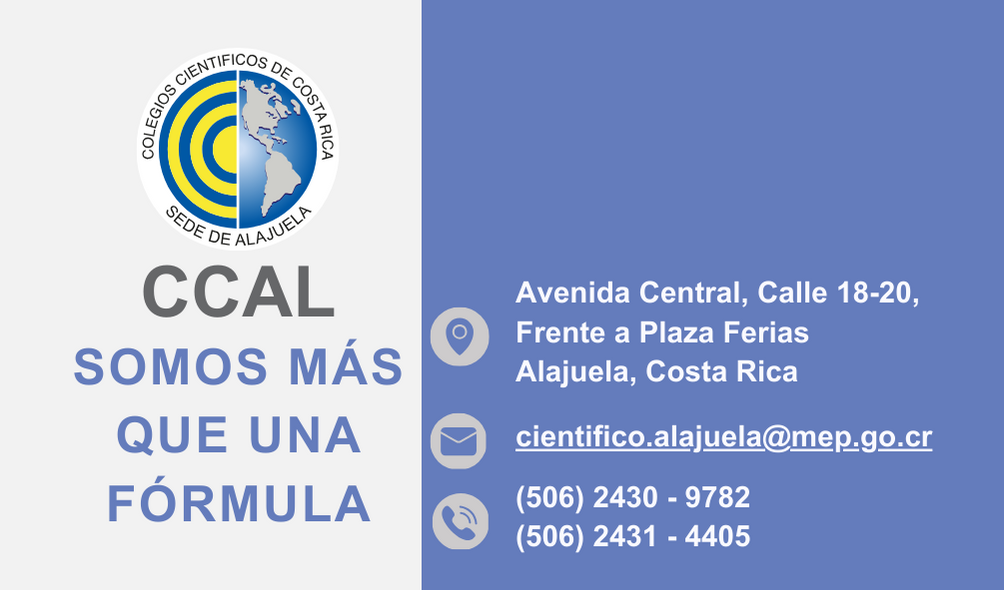 COLEGIOS CIENTIFICOS DE COSTA RICA
SEDE DE ALAJUELA
CCAL
SOMOS MÁS
QUE UNA
FÓRMULA
Avenida Central, Calle 18-20,
Frente a Plaza Ferias
Alajuela, Costa Rica
cientifico.alajuela@mep.go.cr
(506) 2430 - 9782
(506) 2431 - 4405